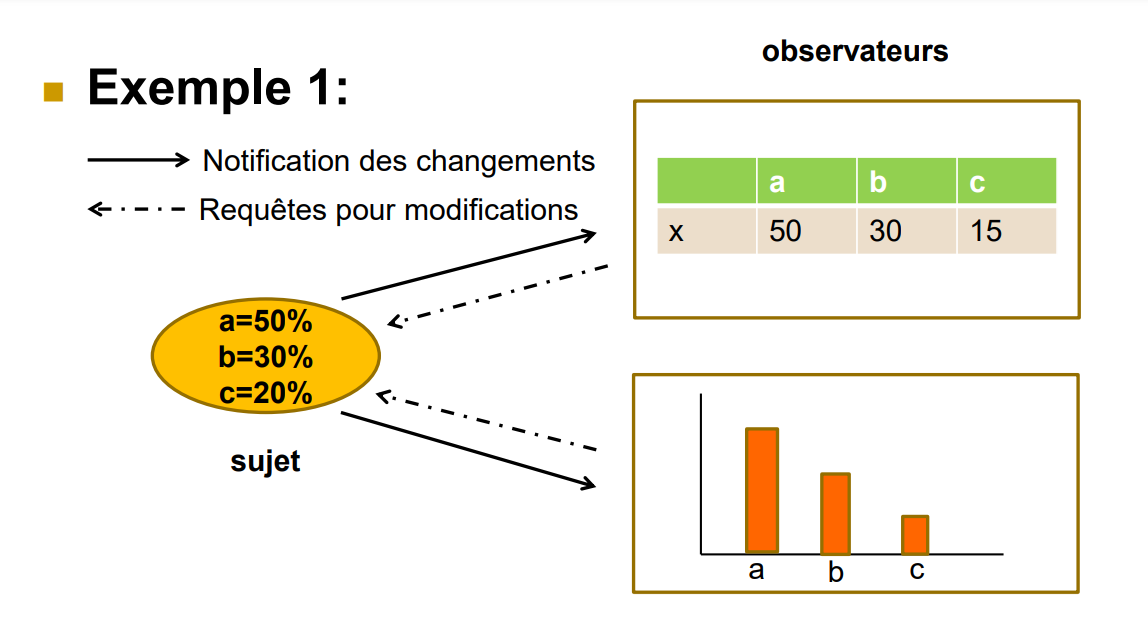 observateurs
Exemple 1:
Notification des changements
Requêtes pour modifications
a b c
x 50 30 15
a=50%
b=30%
c=20%
sujet
a b c